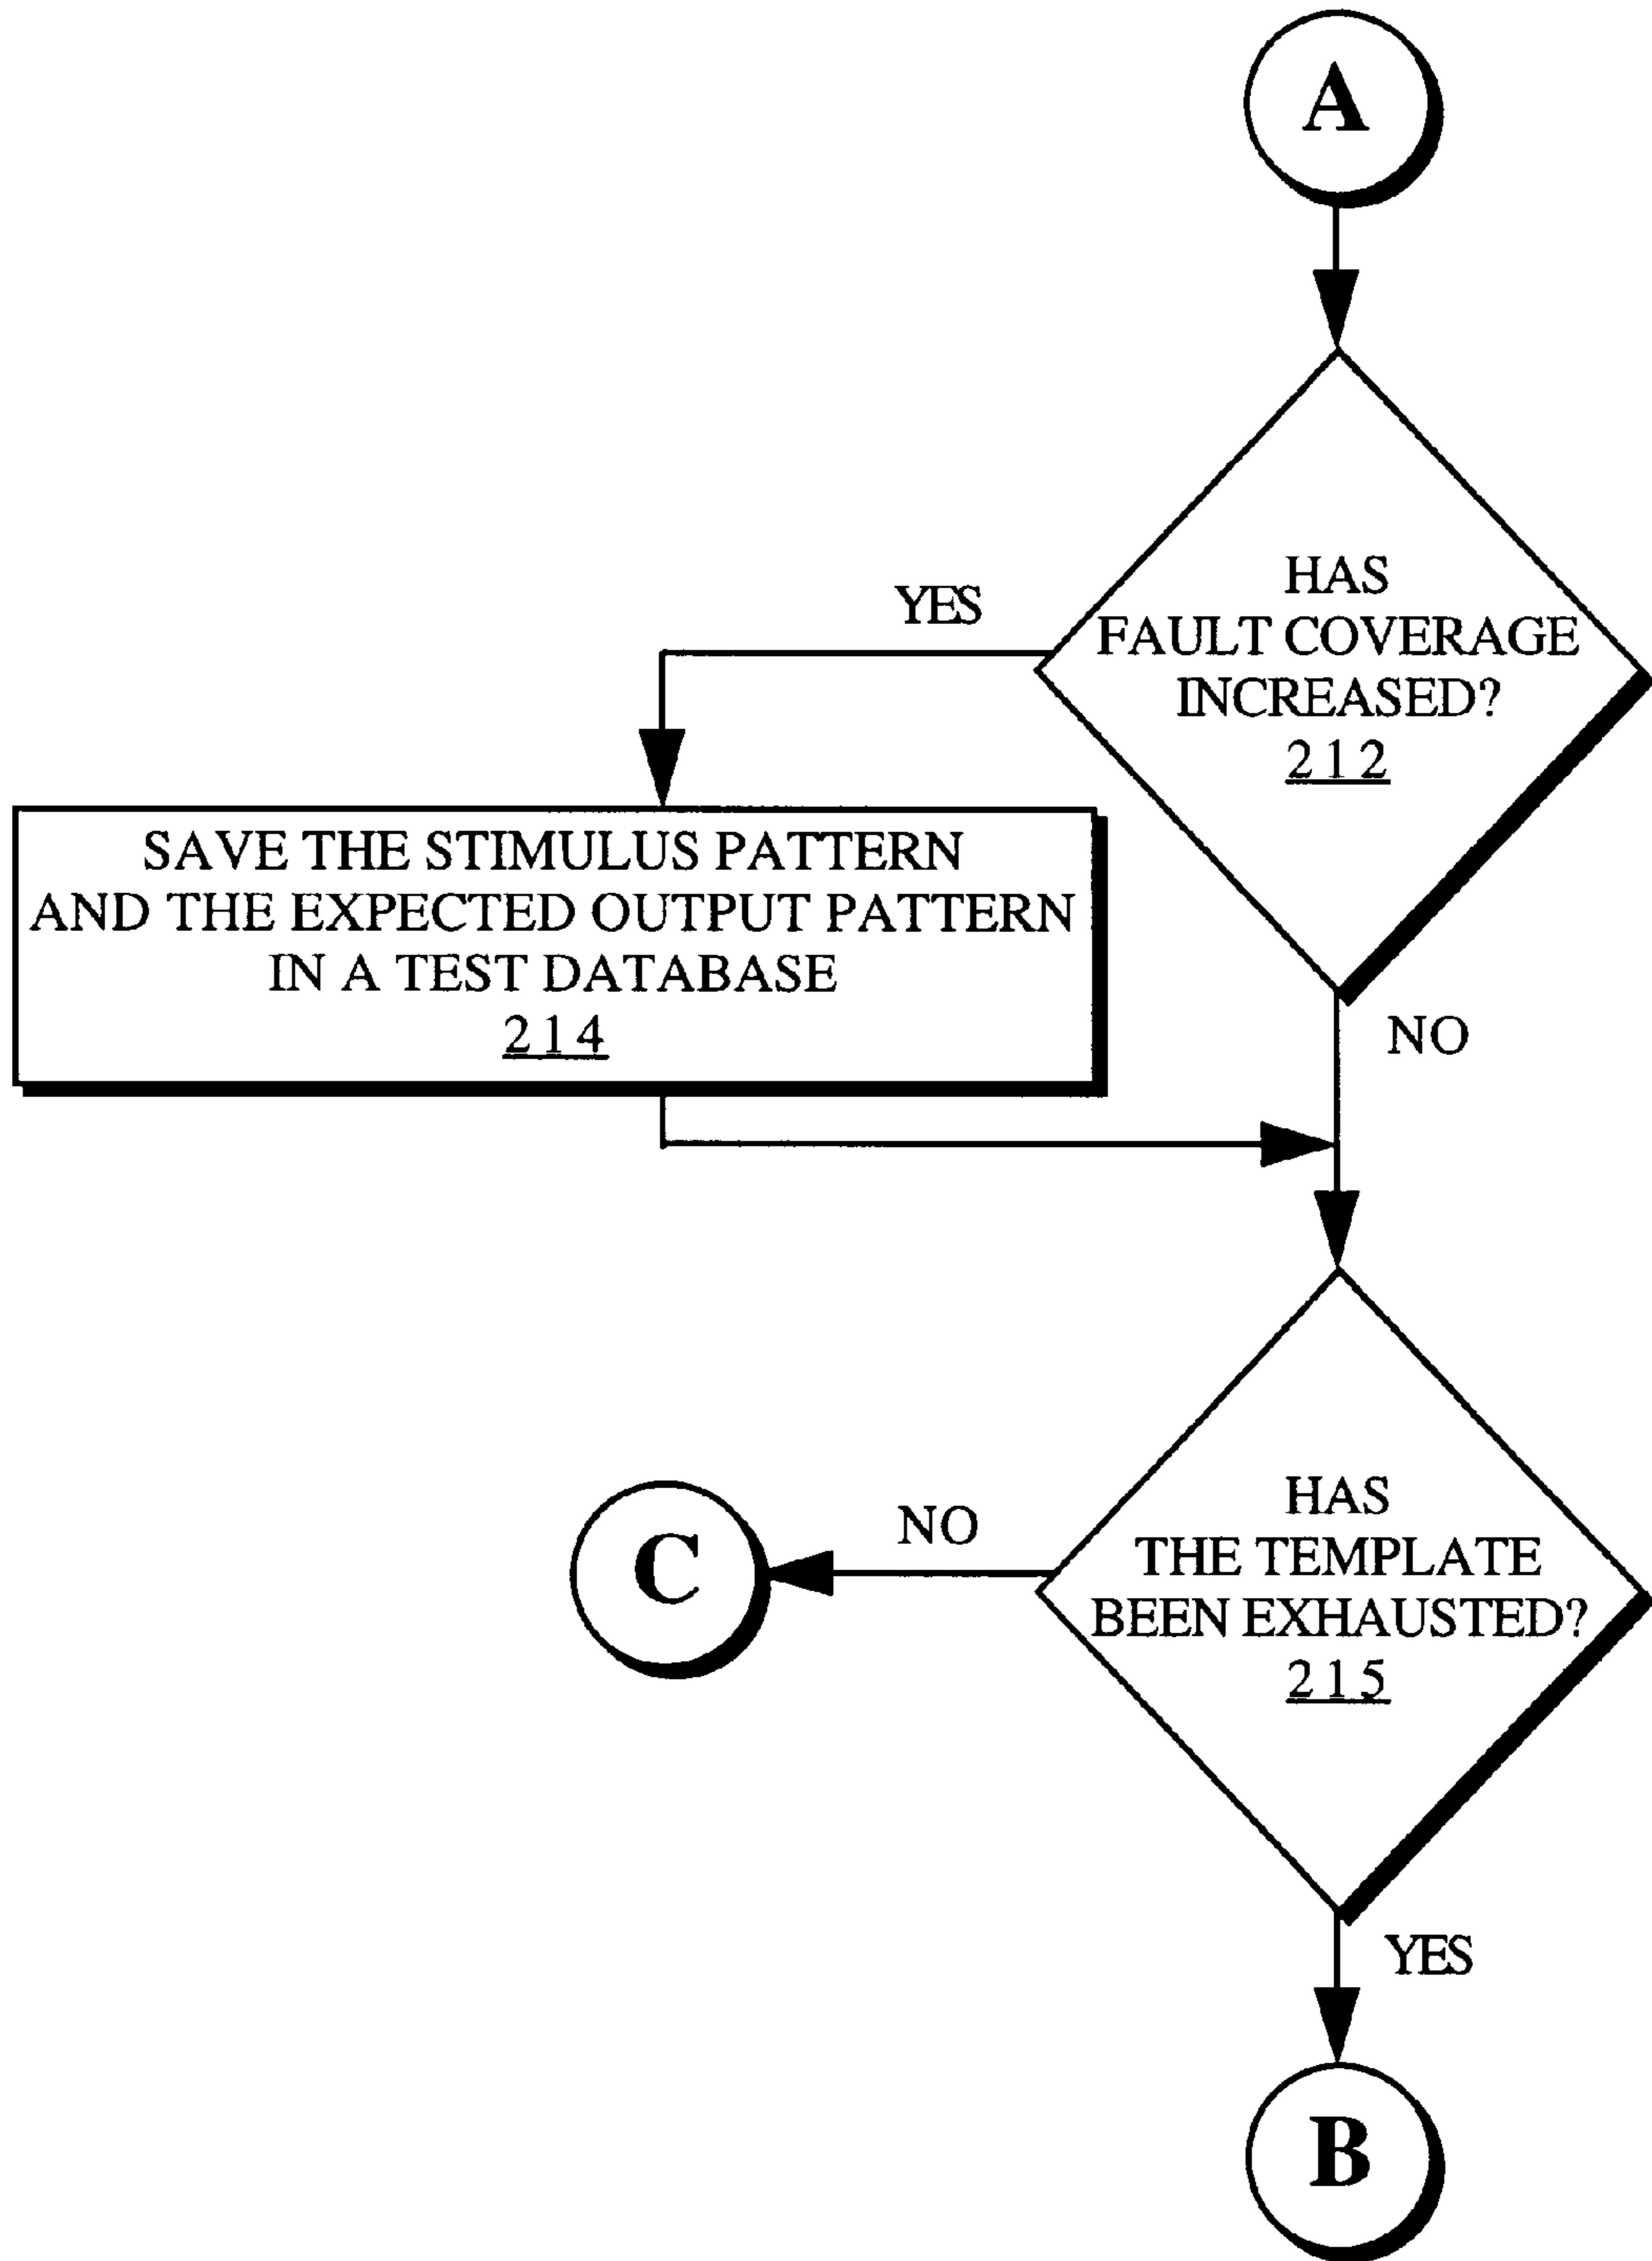 A
HAS
FAULT COVERAGE
INCREASED?
212
YES
SAVE THE STIMULUS PATTERN
AND THE EXPECTED OUTPUT PATTERN
IN A TEST DATABASE
214
NO
HAS
THE TEMPLATE
BEEN EXHAUSTED?
215
NO
C
YES
B